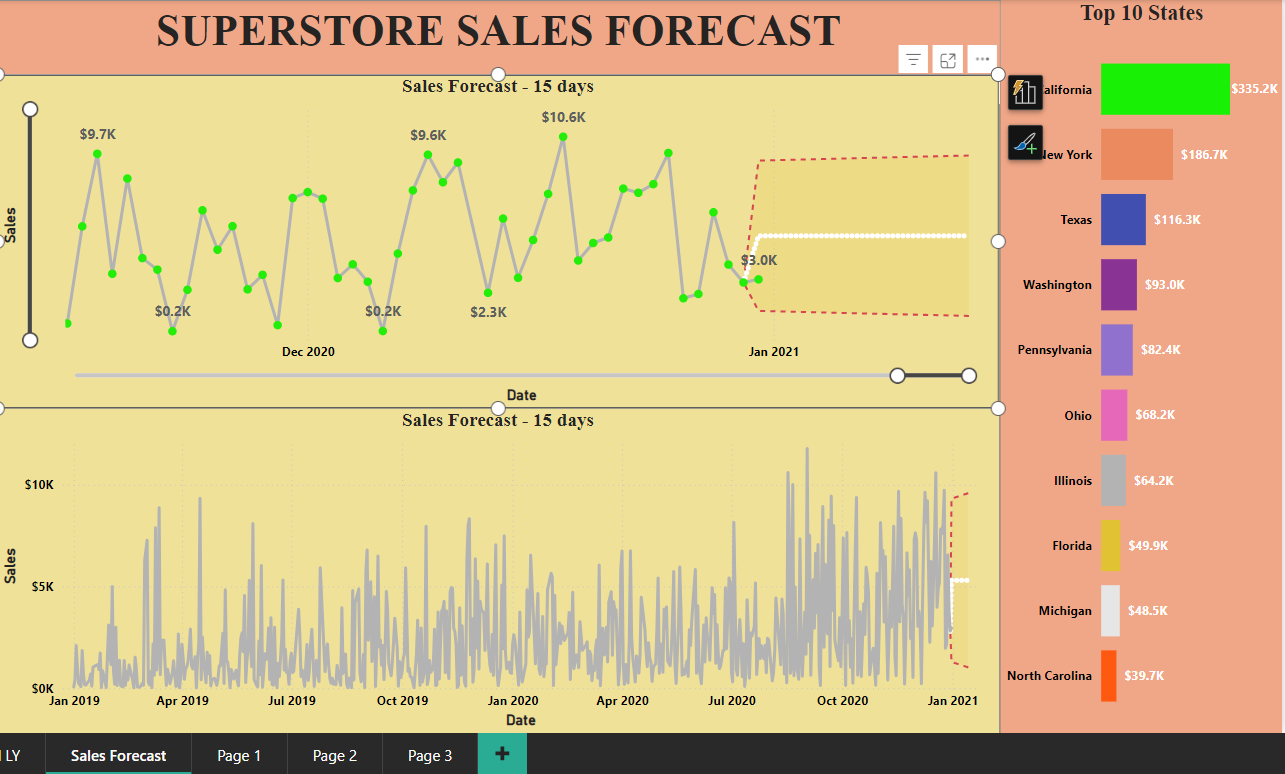 SUPERSTORE SALES FORECAST
Sales Forecast - 15 days
Sales
$9.7K
$0.2K
$0.2K
$9.6K
$2.3K
$10.6K
$3.0K
Dec 2020
Jan 2021
Date
Sales Forecast - 15 days
Sales
$10K
$5K
$0K
Jan 2019
Apr 2019
Jul 2019
Oct 2019
Jan 2020
Apr 2020
Jul 2020
Oct 2020
Jan 2021
Date
Top 10 States
alifornia $335.2K
New York $186.7K
Texas $116.3K
Washington $93.0K
Pennsylvania $82.4K
Ohio $68.2K
Illinois $64.2K
Florida $49.9K
Michigan $48.5K
North Carolina $39.7K
LY
Sales Forecast
Page 1
Page 2
Page 3